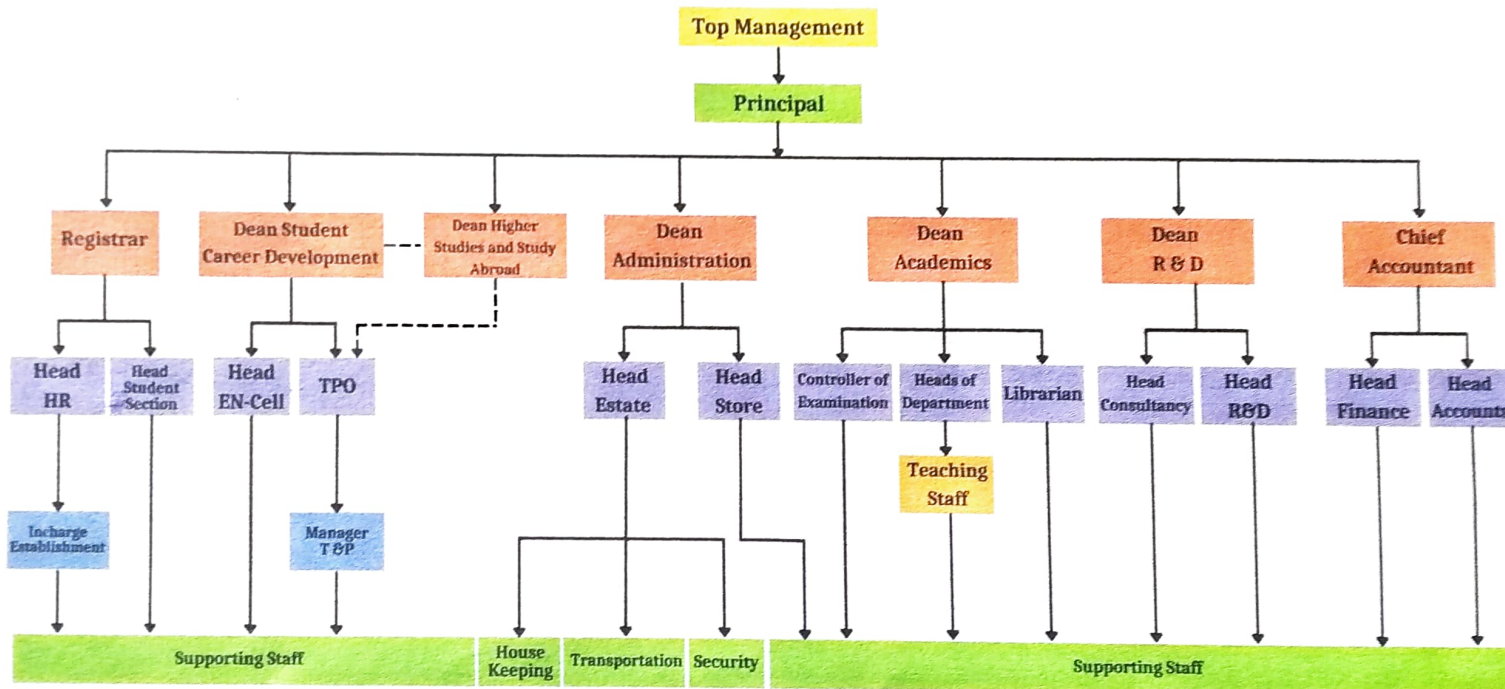 Top Management
Principal
Registrar
Dean Student
Career Development
Dean Higher
Studies and Study
Abroad
Dean
Administration
Dean
Academics
Dean
R & D
Chief
Accountant
Head
HR
Head
Student
Section
Head
EN-Cell
TPO
Head
Estate
Head
Store
Controller of
Examination
Heads of
Department
Librarian
Head
Consultancy
Head
R&D
Head
Finance
Head
Accounts
Teaching
Staff
Incharge
Establishment
Manager
T &P
Supporting Staff
House
Keeping
Transportation
Security
Supporting Staff